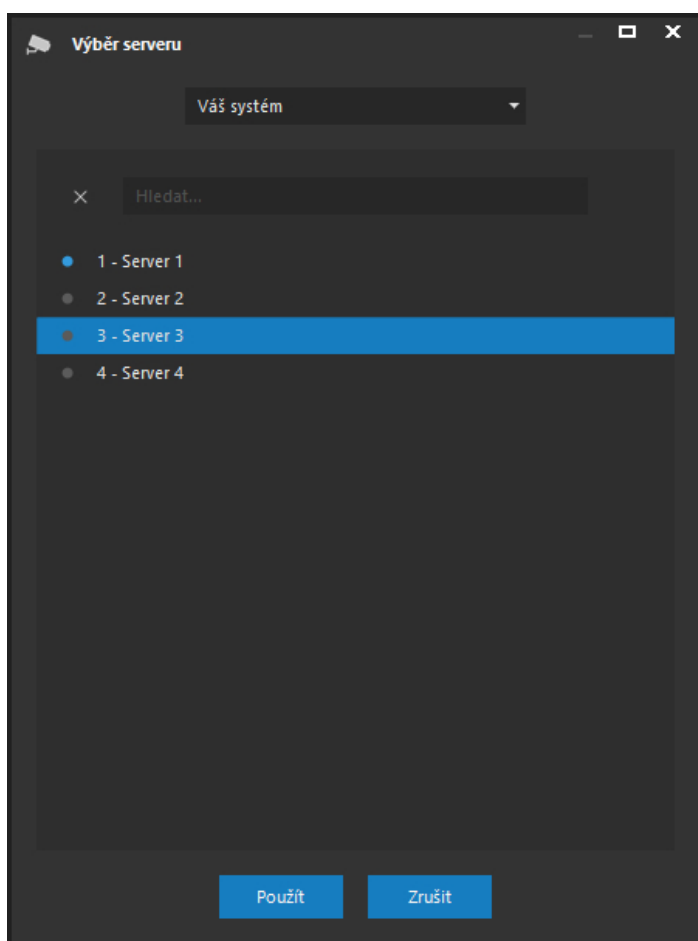 Výběr serveru
Váš systém
Hledat...
1 - Server 1
2 - Server 2
3 - Server 3
4 - Server 4
Použít Zrušit